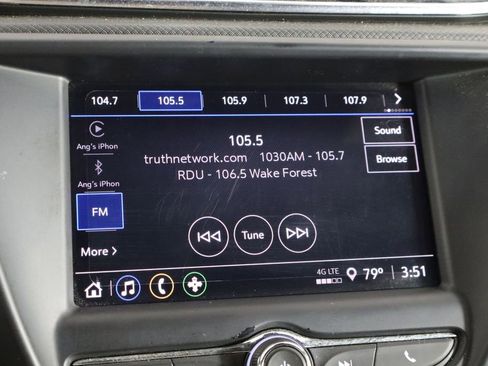 104.7 105.5 105.9 107.3 107.9
Ang's iPhon
105.5
Sound
truthnetwork.com 1030AM - 105.7
Browse
RDU - 106.5 Wake Forest
Ang's iPhon
FM
Tune
More
4G LTE 79° 3:51